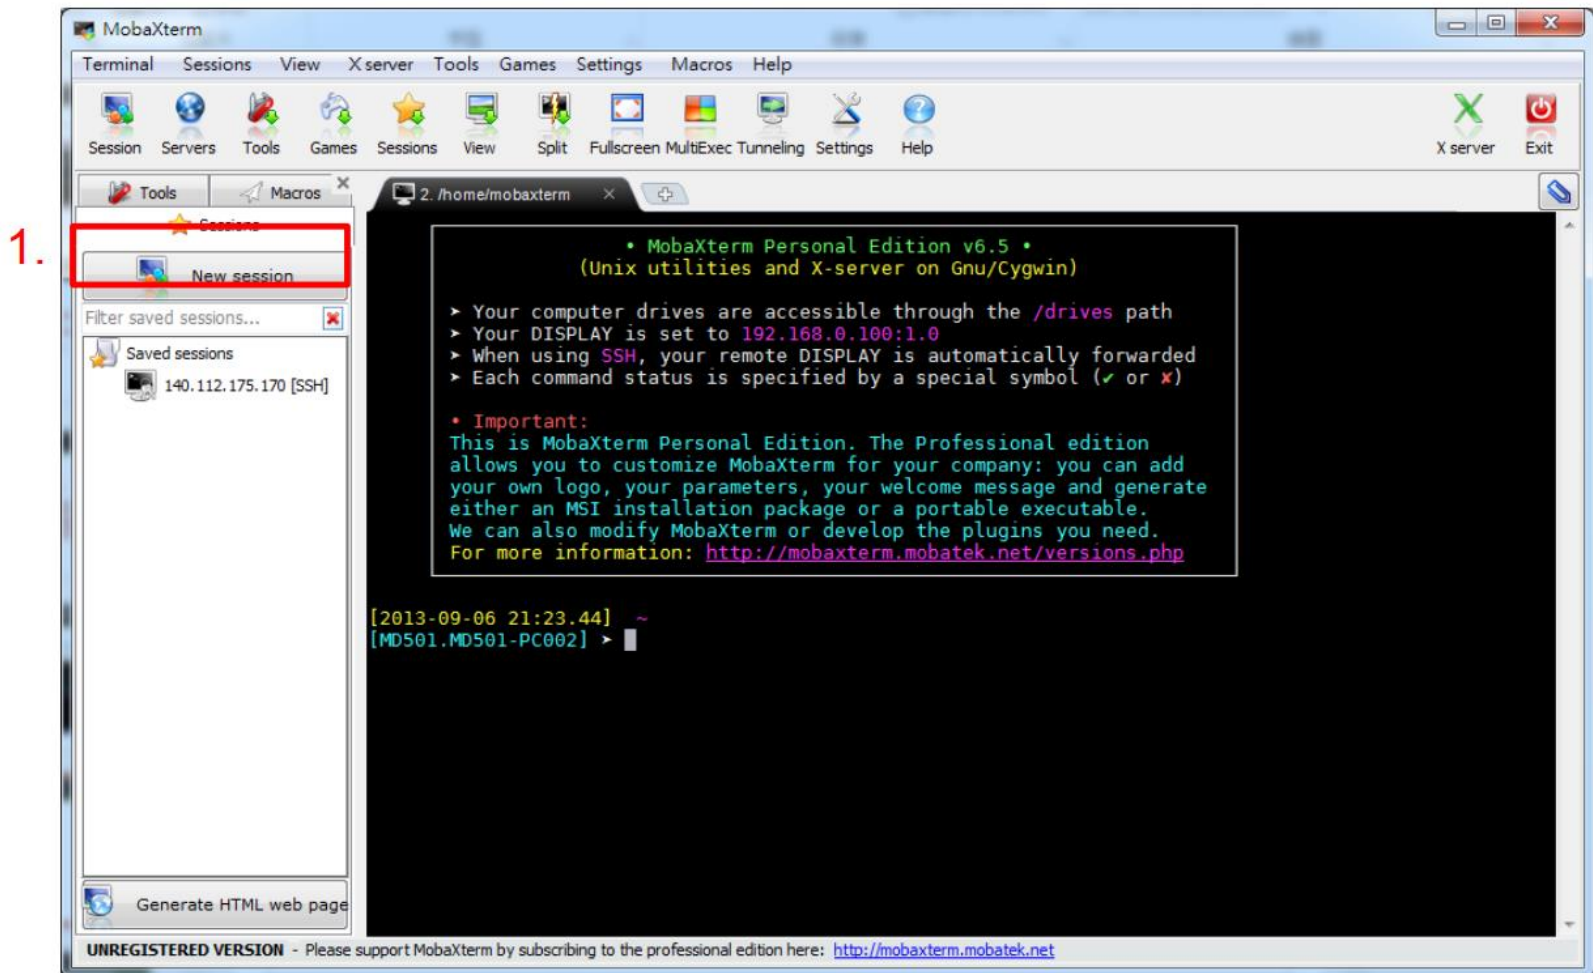 MobaXterm
Terminal Sessions View X server Tools Games Settings Macros Help
Session Servers Tools Games Sessions View Split Fullscreen MultiExec Tunneling Settings Help X server Exit
Tools Macros
2. /home/mobaxterm
Sessions
1.
New session
Filter saved sessions...
Saved sessions
140.112.175.170 [SSH]
• MobaXterm Personal Edition v6.5 •
(Unix utilities and X-server on Gnu/Cygwin)
➤ Your computer drives are accessible through the /drives path
➤ Your DISPLAY is set to 192.168.0.100:1.0
➤ When using SSH, your remote DISPLAY is automatically forwarded
➤ Each command status is specified by a special symbol (✔ or ✘)
• Important:
This is MobaXterm Personal Edition. The Professional edition
allows you to customize MobaXterm for your company: you can add
your own logo, your parameters, your welcome message and generate
either an MSI installation package or a portable executable.
We can also modify MobaXterm or develop the plugins you need.
For more information: http://mobaxterm.mobatek.net/versions.php
[2013-09-06 21:23.44] ~
[MD501.MD501-PC002] ➤
Generate HTML web page
UNREGISTERED VERSION - Please support MobaXterm by subscribing to the professional edition here: http://mobaxterm.mobatek.net